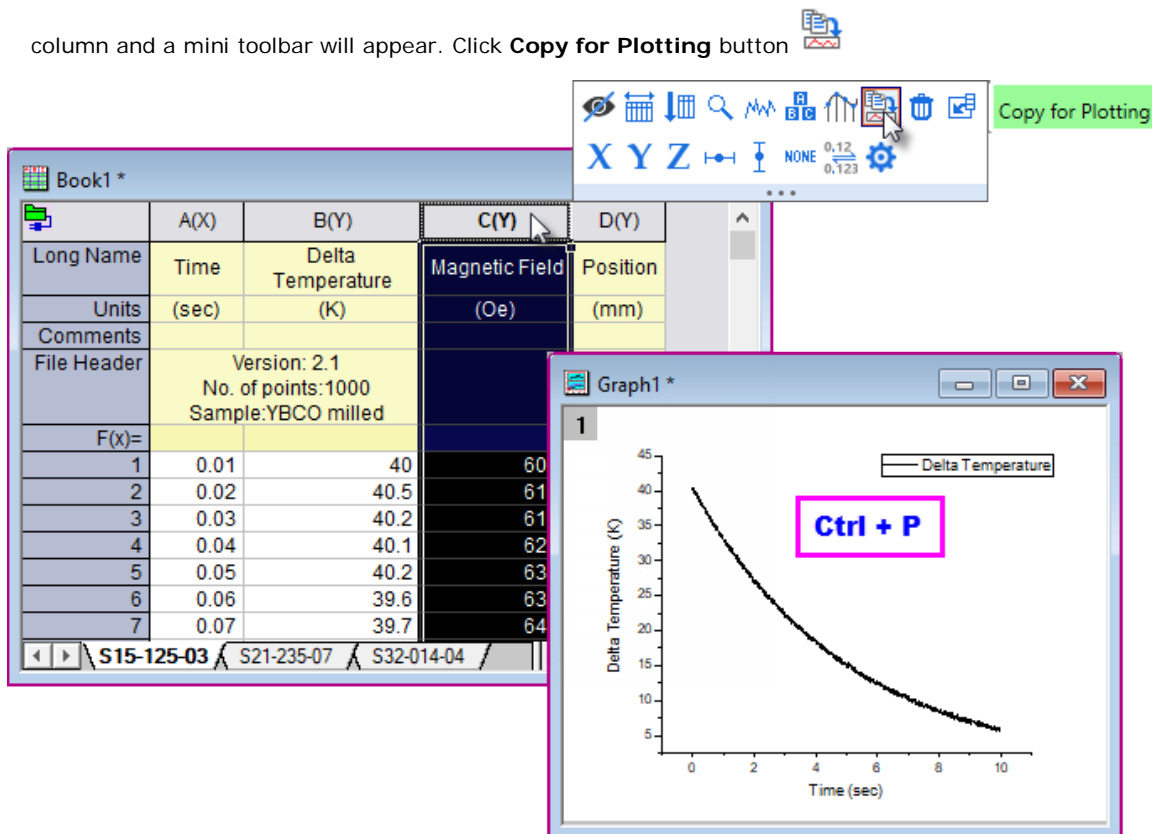 column and a mini toolbar will appear. Click Copy for Plotting button
A
B C
Copy for Plotting
X Y Z NONE 0.12 0.123
Book1 *
A(X) B(Y) C(Y) D(Y)
Long Name Time Delta Temperature Magnetic Field Position
Units (sec) (K) (Oe) (mm)
Comments
File Header Version: 2.1
No. of points:1000
Sample:YBCO milled
F(x)=
1 0.01 40 60
2 0.02 40.5 61
3 0.03 40.2 61
4 0.04 40.1 62
5 0.05 40.2 63
6 0.06 39.6 63
7 0.07 39.7 64
S15-125-03 S21-235-07 S32-014-04
Graph1 *
1
Delta Temperature
Ctrl + P
45
40
35
30
25
20
15
10
5
Delta Temperature (K)
0 2 4 6 8 10
Time (sec)